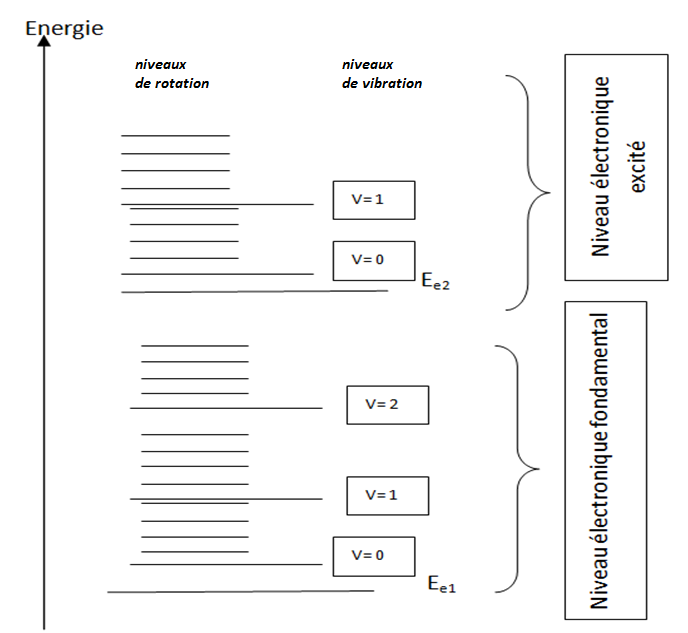 Energie
niveaux
de rotation
niveaux
de vibration
Niveau électronique
excité
V=1
V=0
Ee2
Niveau électronique fondamental
V=2
V=1
V=0
Ee1